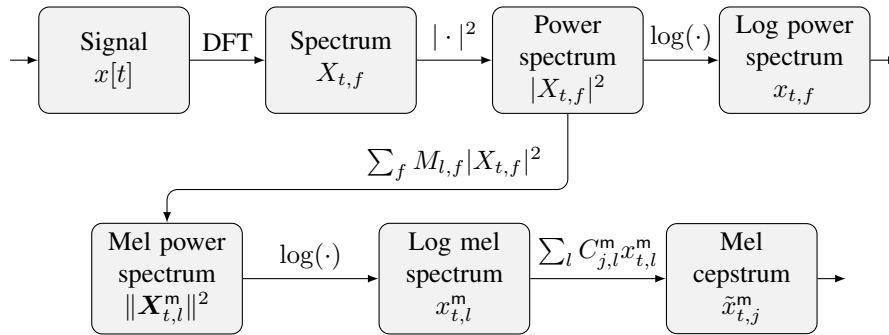 Signal
x[t]
DFT
Spectrum
X_{t,f}
|·|²
Power
spectrum
|X_{t,f}|²
log(·)
Log power
spectrum
x_{t,f}
∑_f M_{l,f}|X_{t,f}|²
Mel power
spectrum
‖X^m_{t,l}‖²
log(·)
Log mel
spectrum
x^m_{t,l}
∑_l C^m_{j,l} x^m_{t,l}
Mel
cepstrum
x̃^m_{t,j}